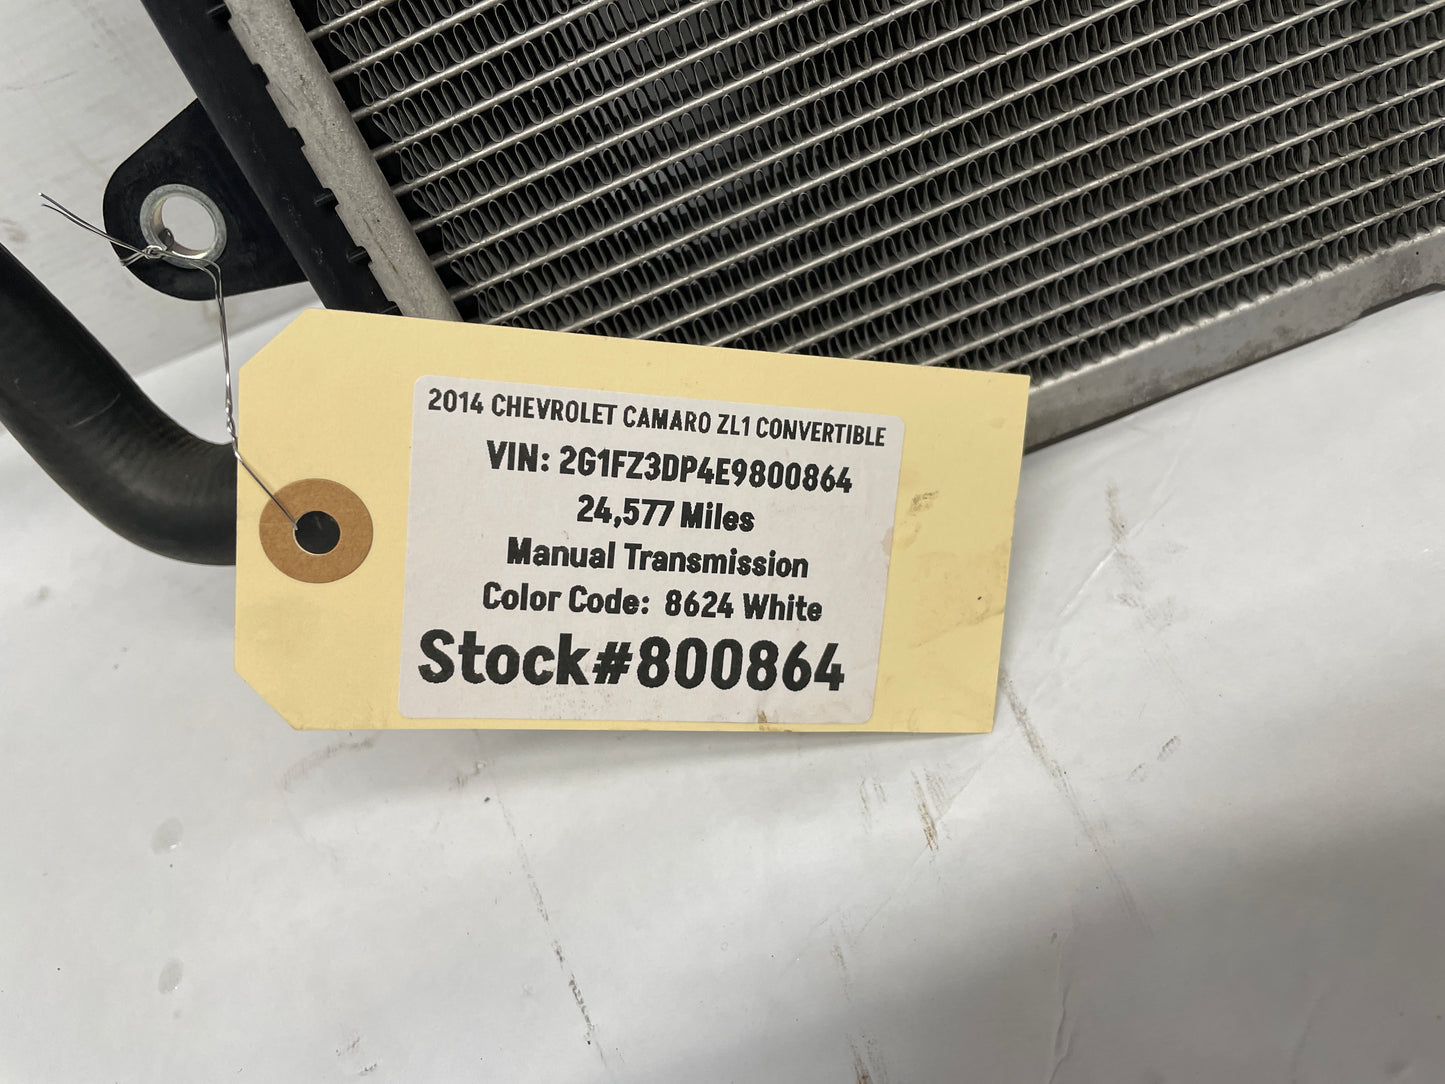 2014 CHEVROLET CAMARO ZL1 CONVERTIBLE
VIN: 2G1FZ3DP4E9800864
24,577 Miles
Manual Transmission
Color Code: 8624 White
Stock#800864